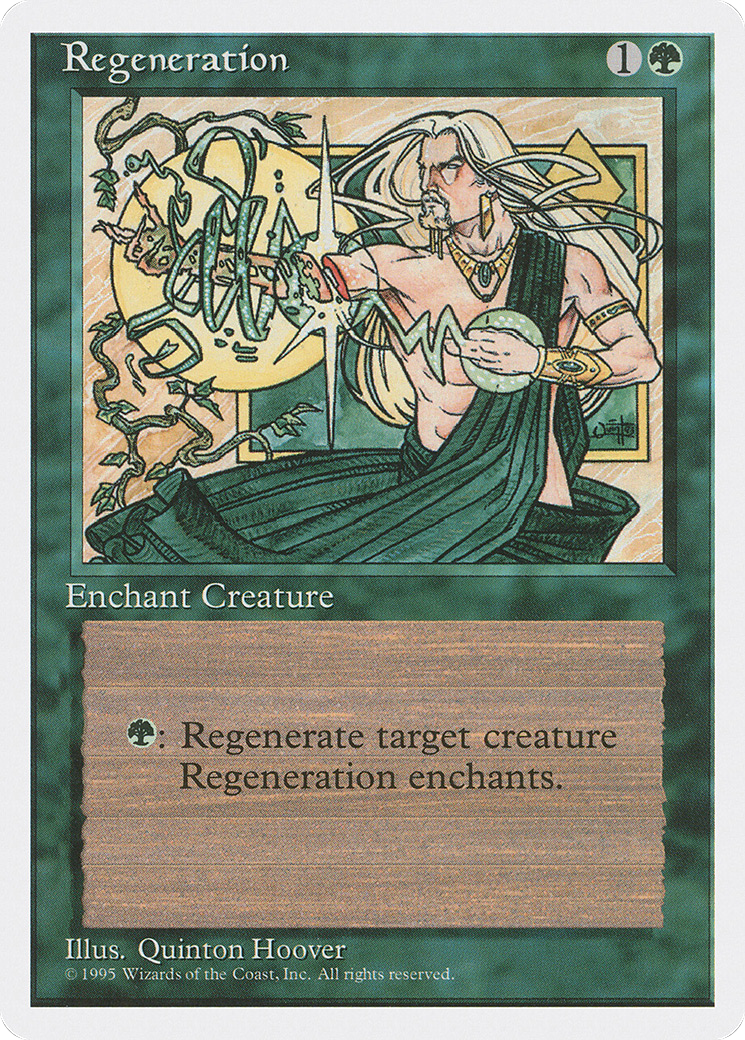 Regeneration 1
Enchant Creature
: Regenerate target creature
Regeneration enchants.
Illus. Quinton Hoover
© 1995 Wizards of the Coast, Inc. All rights reserved.